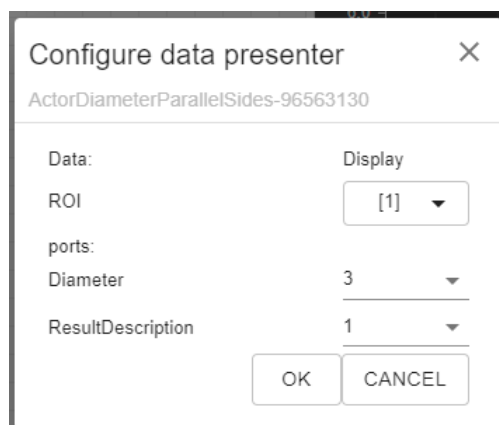 Configure data presenter
ActorDiameterParallelSides-96563130
Data: Display
ROI [1]
ports:
Diameter 3
ResultDescription 1
OK CANCEL